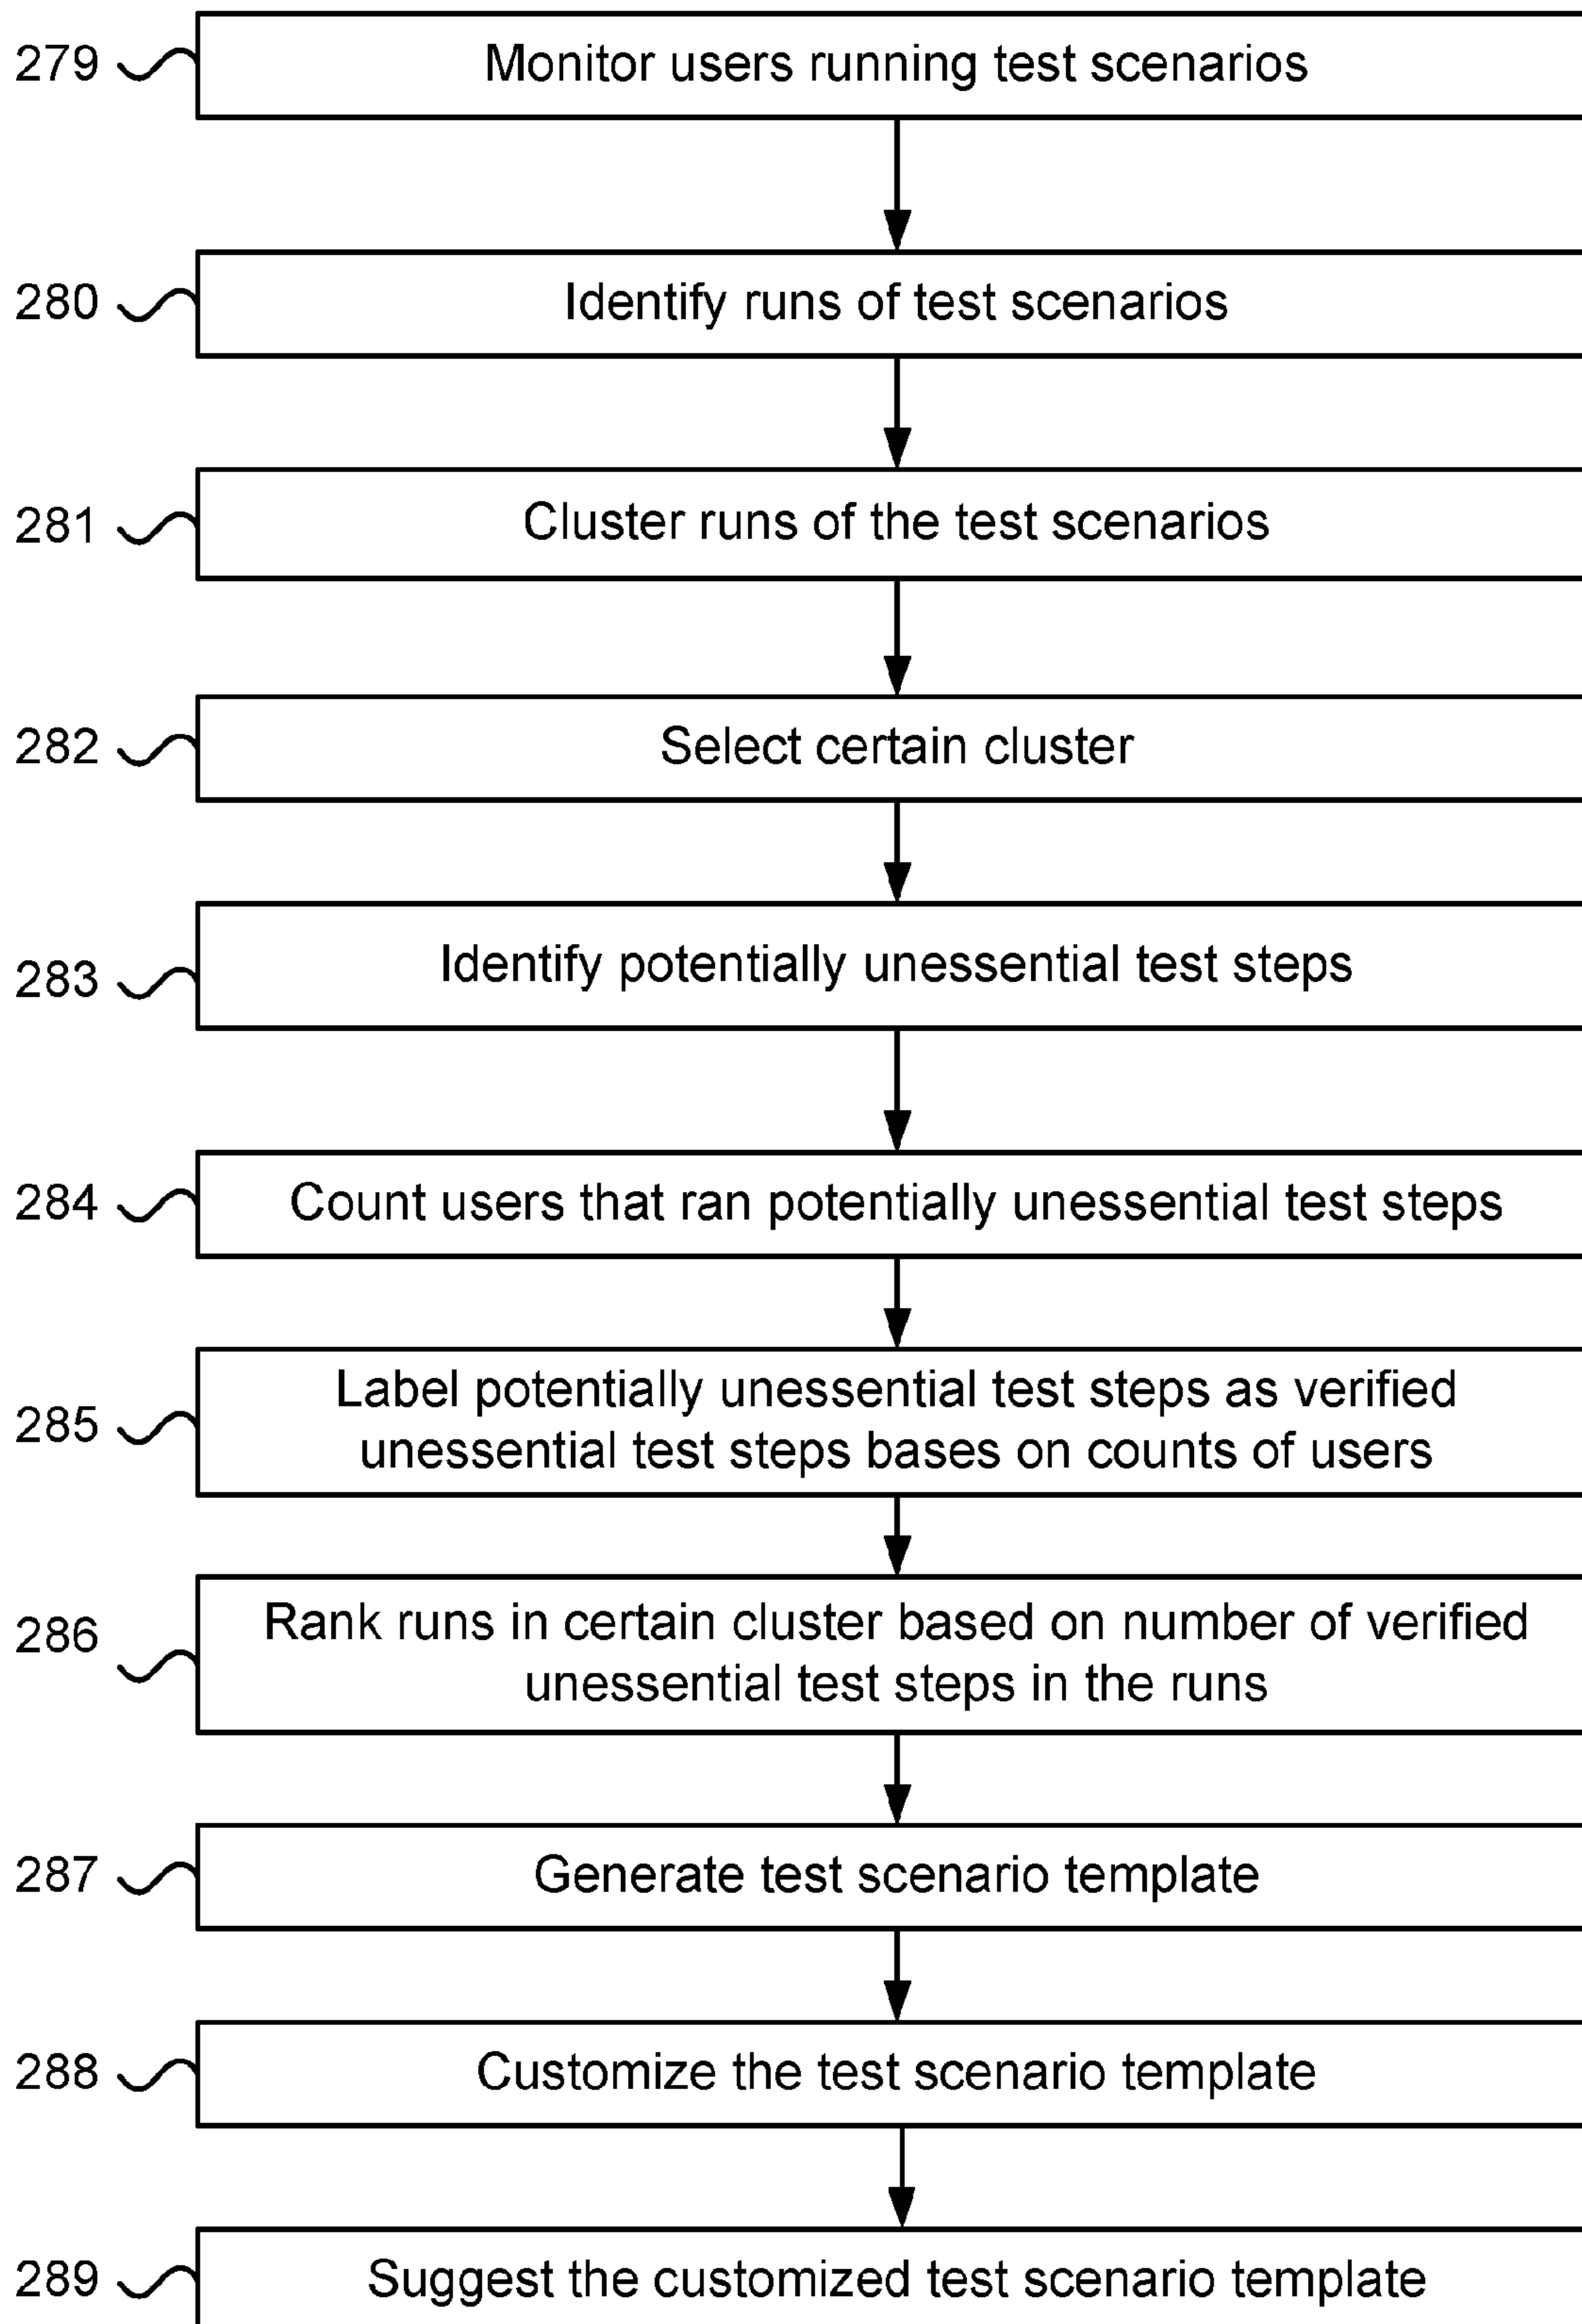 279 Monitor users running test scenarios
280 Identify runs of test scenarios
281 Cluster runs of the test scenarios
282 Select certain cluster
283 Identify potentially unessential test steps
284 Count users that ran potentially unessential test steps
285 Label potentially unessential test steps as verified
unessential test steps bases on counts of users
286 Rank runs in certain cluster based on number of verified
unessential test steps in the runs
287 Generate test scenario template
288 Customize the test scenario template
289 Suggest the customized test scenario template